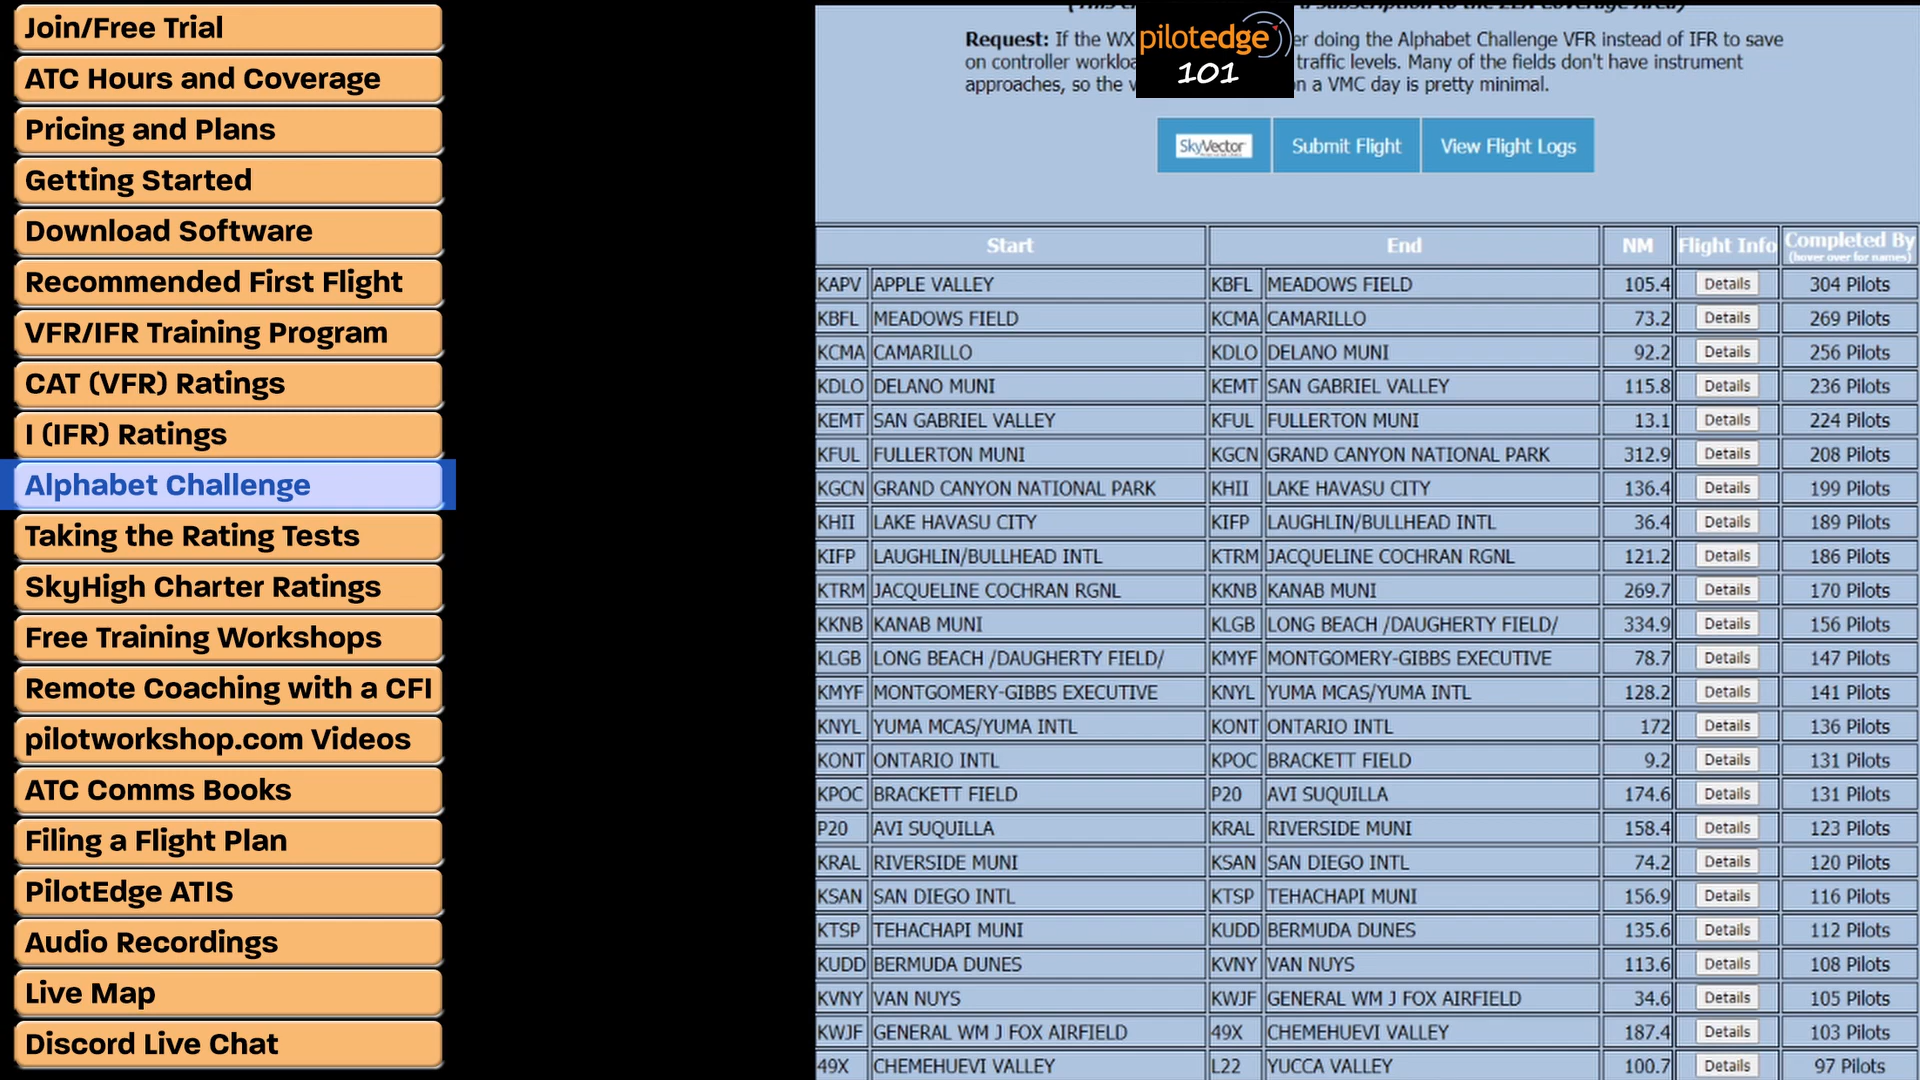 Join/Free Trial
ATC Hours and Coverage
Pricing and Plans
Getting Started
Download Software
Recommended First Flight
VFR/IFR Training Program
CAT (VFR) Ratings
I (IFR) Ratings
Alphabet Challenge
Taking the Rating Tests
SkyHigh Charter Ratings
Free Training Workshops
Remote Coaching with a CFI
pilotworkshop.com Videos
ATC Comms Books
Filing a Flight Plan
PilotEdge ATIS
Audio Recordings
Live Map
Discord Live Chat
pilotedge
101
Request: If the WX er doing the Alphabet Challenge VFR instead of IFR to save
on controller workloa traffic levels. Many of the fields don't have instrument
approaches, so the v n a VMC day is pretty minimal.
SkyVector Submit Flight View Flight Logs
Start End NM Flight Info Completed By
(hover over for names)
KAPV APPLE VALLEY KBFL MEADOWS FIELD 105.4 Details 304 Pilots
KBFL MEADOWS FIELD KCMA CAMARILLO 73.2 Details 269 Pilots
KCMA CAMARILLO KDLO DELANO MUNI 92.2 Details 256 Pilots
KDLO DELANO MUNI KEMT SAN GABRIEL VALLEY 115.8 Details 236 Pilots
KEMT SAN GABRIEL VALLEY KFUL FULLERTON MUNI 13.1 Details 224 Pilots
KFUL FULLERTON MUNI KGCN GRAND CANYON NATIONAL PARK 312.9 Details 208 Pilots
KGCN GRAND CANYON NATIONAL PARK KHII LAKE HAVASU CITY 136.4 Details 199 Pilots
KHII LAKE HAVASU CITY KIFP LAUGHLIN/BULLHEAD INTL 36.4 Details 189 Pilots
KIFP LAUGHLIN/BULLHEAD INTL KTRM JACQUELINE COCHRAN RGNL 121.2 Details 186 Pilots
KTRM JACQUELINE COCHRAN RGNL KKNB KANAB MUNI 269.7 Details 170 Pilots
KKNB KANAB MUNI KLGB LONG BEACH /DAUGHERTY FIELD/ 334.9 Details 156 Pilots
KLGB LONG BEACH /DAUGHERTY FIELD/ KMYF MONTGOMERY-GIBBS EXECUTIVE 78.7 Details 147 Pilots
KMYF MONTGOMERY-GIBBS EXECUTIVE KNYL YUMA MCAS/YUMA INTL 128.2 Details 141 Pilots
KNYL YUMA MCAS/YUMA INTL KONT ONTARIO INTL 172 Details 136 Pilots
KONT ONTARIO INTL KPOC BRACKETT FIELD 9.2 Details 131 Pilots
KPOC BRACKETT FIELD P20 AVI SUQUILLA 174.6 Details 131 Pilots
P20 AVI SUQUILLA KRAL RIVERSIDE MUNI 158.4 Details 123 Pilots
KRAL RIVERSIDE MUNI KSAN SAN DIEGO INTL 74.2 Details 120 Pilots
KSAN SAN DIEGO INTL KTSP TEHACHAPI MUNI 156.9 Details 116 Pilots
KTSP TEHACHAPI MUNI KUDD BERMUDA DUNES 135.6 Details 112 Pilots
KUDD BERMUDA DUNES KVNY VAN NUYS 113.6 Details 108 Pilots
KVNY VAN NUYS KWJF GENERAL WM J FOX AIRFIELD 34.6 Details 105 Pilots
KWJF GENERAL WM J FOX AIRFIELD 49X CHEMEHUEVI VALLEY 187.4 Details 103 Pilots
49X CHEMEHUEVI VALLEY L22 YUCCA VALLEY 100.7 Details 97 Pilots